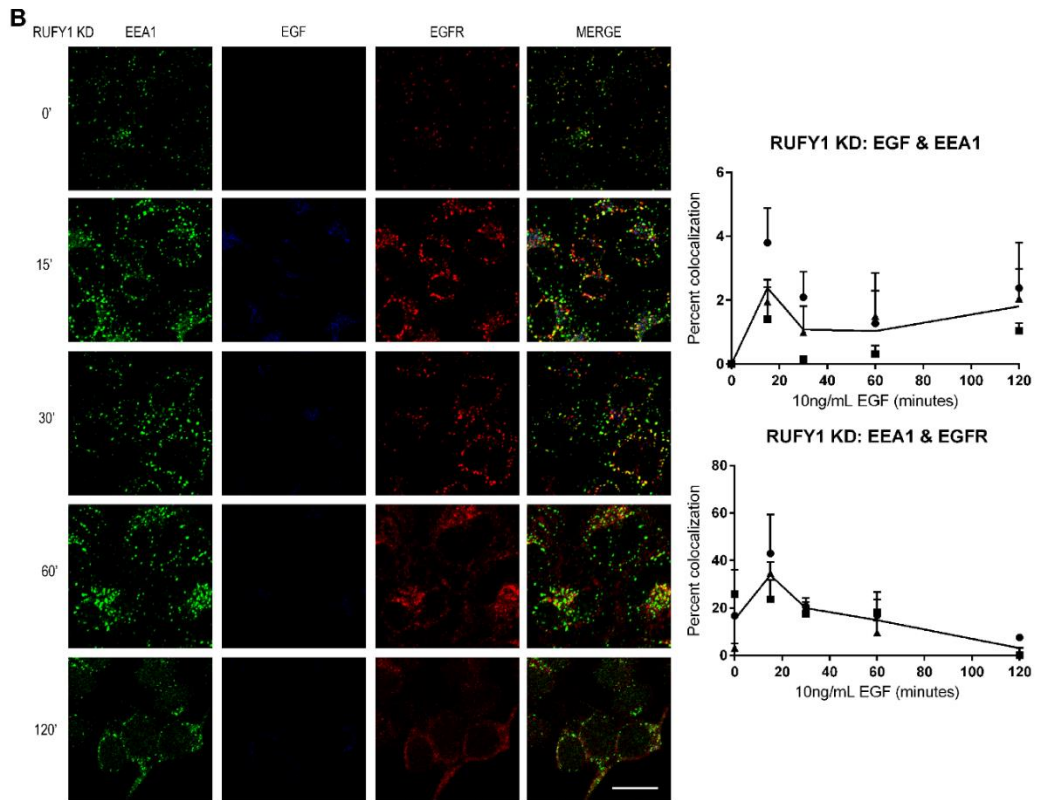 B
RUFY1 KD EEA1 EGF EGFR MERGE
0'
15'
30'
60'
120'
RUFY1 KD: EGF & EEA1
Percent colocalization
6
4
2
0
0 20 40 60 80 100 120
10ng/mL EGF (minutes)
RUFY1 KD: EEA1 & EGFR
Percent colocalization
80
60
40
20
0
0 20 40 60 80 100 120
10ng/mL EGF (minutes)